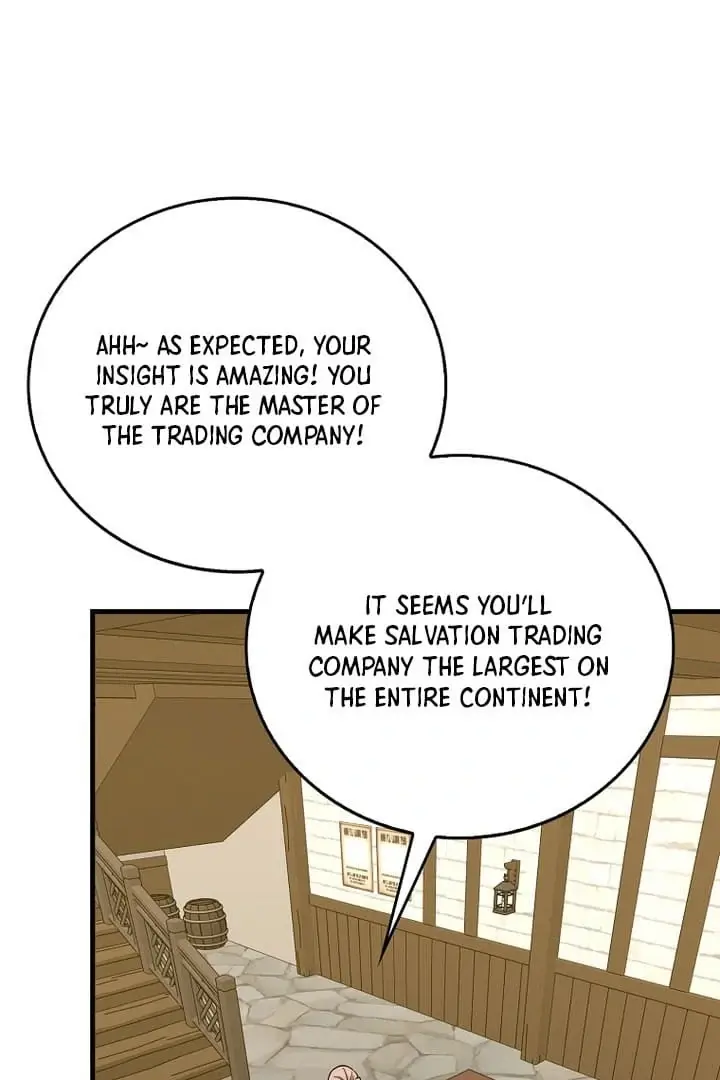 AHH~ AS EXPECTED, YOUR
INSIGHT IS AMAZING! YOU
TRULY ARE THE MASTER OF
THE TRADING COMPANY!
IT SEEMS YOU'LL
MAKE SALVATION TRADING
COMPANY THE LARGEST ON
THE ENTIRE CONTINENT!